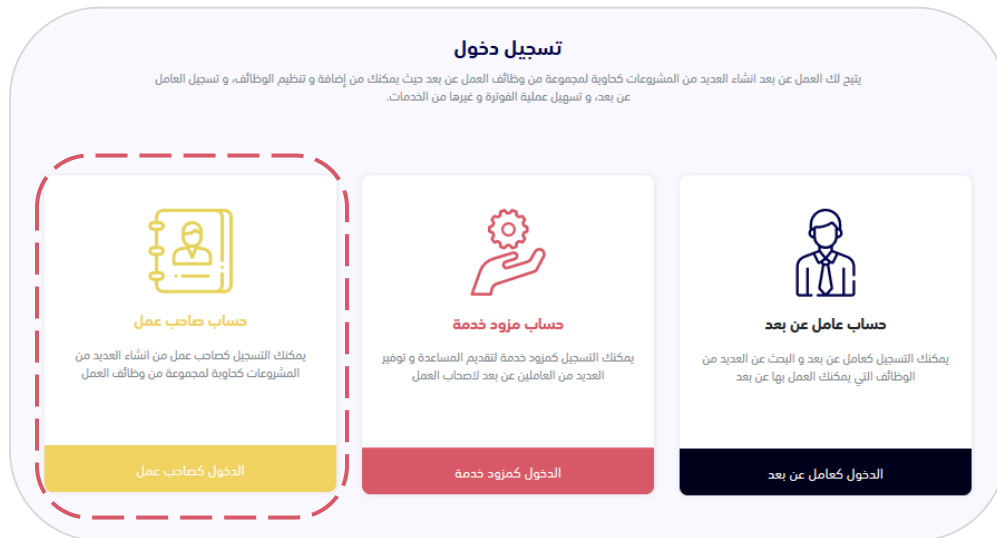 تسجيل دخول
يتيح لك العمل عن بعد انشاء العديد من المشروعات كحاوية لمجموعة من وظائف العمل عن بعد حيث يمكنك من إضافة و تنظيم الوظائف، و تسجيل العامل
عن بعد، و تسهيل عملية الفوترة و غيرها من الخدمات.
حساب عامل عن بعد
يمكنك التسجيل كعامل عن بعد و البحث عن العديد من
الوظائف التي يمكنك العمل بها عن بعد
الدخول كعامل عن بعد
حساب مزود خدمة
يمكنك التسجيل كمزود خدمة لتقديم المساعدة و توفير
العديد من العاملين عن بعد لاصحاب العمل
الدخول كمزود خدمة
حساب صاحب عمل
يمكنك التسجيل كصاحب عمل من انشاء العديد من
المشروعات كحاوية لمجموعة من وظائف العمل
الدخول كصاحب عمل